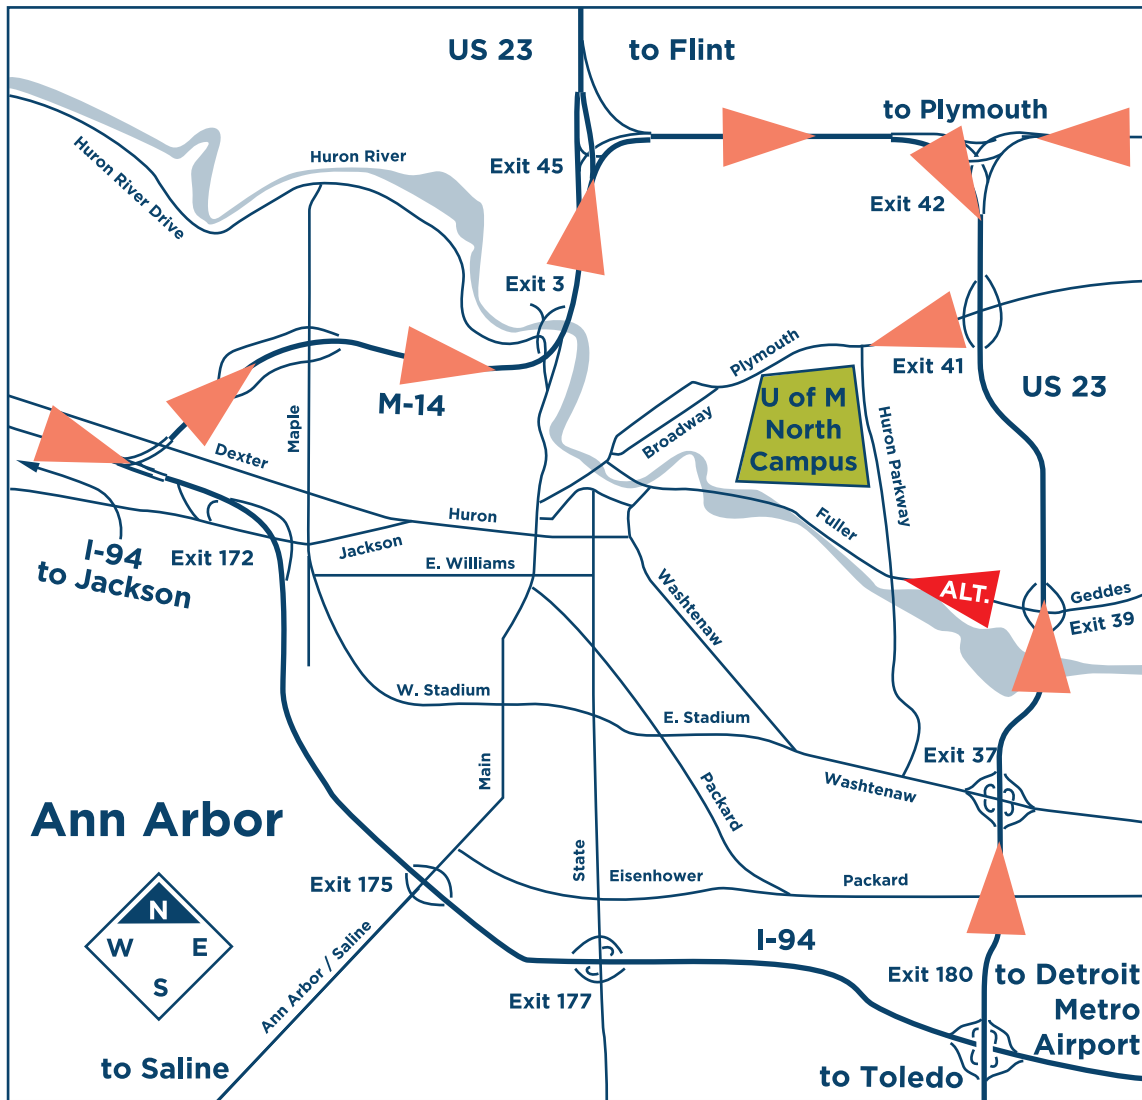 US 23
to Flint
to Plymouth
Huron River
Exit 45
Huron River Drive
Exit 42
Exit 3
Plymouth
Exit 41
US 23
M-14
U of M
North
Campus
Maple
Broadway
Huron Parkway
Dexter
Huron
Fuller
Jackson
I-94
to Jackson
Exit 172
E. Williams
Washtenaw
ALT.
Geddes
Exit 39
W. Stadium
E. Stadium
Main
Exit 37
Washtenaw
Packard
Ann Arbor
State
Exit 175
Eisenhower
Packard
N
W
E
S
Ann Arbor / Saline
I-94
Exit 177
Exit 180
to Detroit
Metro
Airport
to Saline
to Toledo